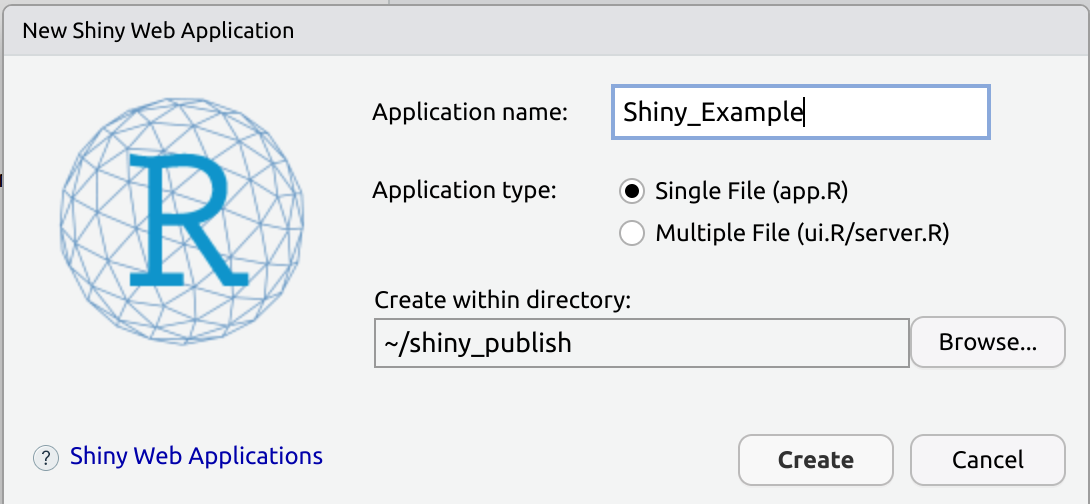 New Shiny Web Application
Application name: Shiny_Example
Application type: Single File (app.R)
Multiple File (ui.R/server.R)
Create within directory:
~/shiny_publish Browse...
R
? Shiny Web Applications Create Cancel